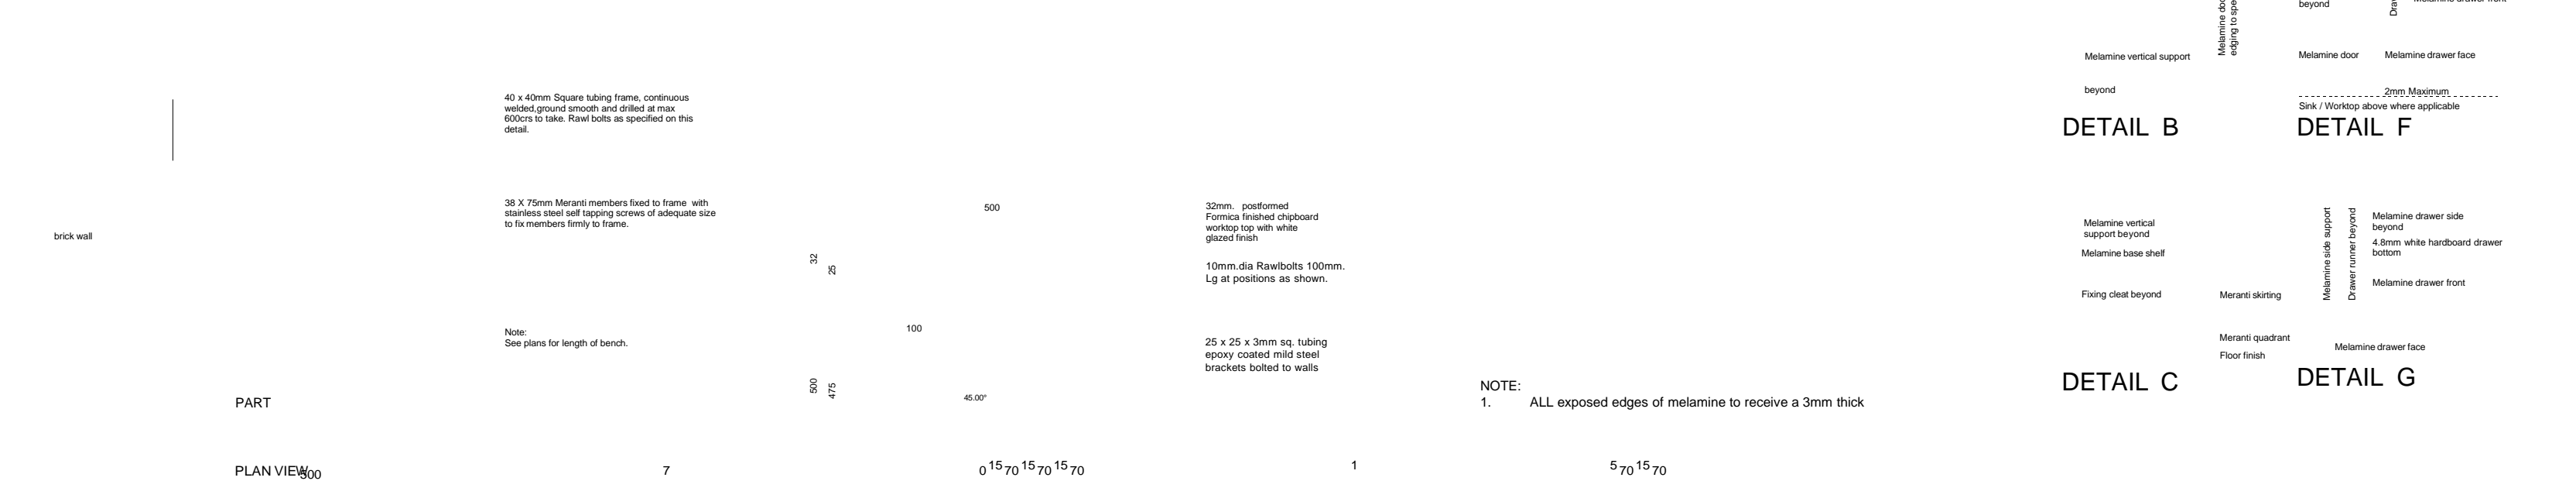 brick wall
PART
PLAN VIEW
500
40 x 40mm Square tubing frame, continuous
welded,ground smooth and drilled at max
600crs to take. Rawl bolts as specified on this
detail.
38 X 75mm Meranti members fixed to frame with
stainless steel self tapping screws of adequate size
to fix members firmly to frame.
Note:
See plans for length of bench.
7
500
32
25
100
500
475
45.00°
0 15 70 15 70 15 70
32mm. postformed
Formica finished chipboard
worktop top with white
glazed finish
10mm.dia Rawlbolts 100mm.
Lg at positions as shown.
25 x 25 x 3mm sq. tubing
epoxy coated mild steel
brackets bolted to walls
1
NOTE:
1. ALL exposed edges of melamine to receive a 3mm thick
5 70 15 70
Melamine vertical support
beyond
DETAIL B
beyond
Melamine door
Melamine drawer face
2mm Maximum
Sink / Worktop above where applicable
DETAIL F
Melamine vertical
support beyond
Melamine base shelf
Fixing cleat beyond
Meranti skirting
Meranti quadrant
Floor finish
DETAIL C
Melamine side support
Drawer runner beyond
Melamine drawer side
beyond
4.8mm white hardboard drawer
bottom
Melamine drawer front
Melamine drawer face
DETAIL G